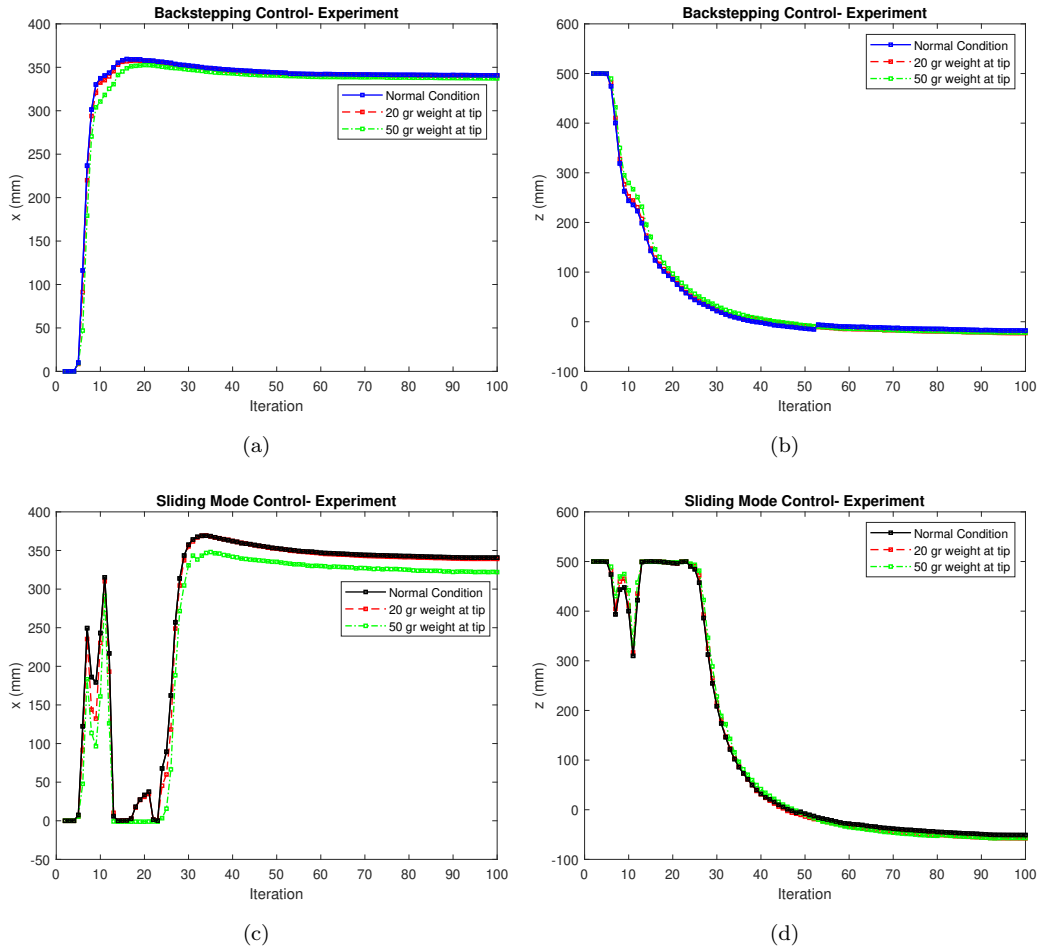 Backstepping Control- Experiment
400
350
300
250
200
150
100
50
0
x (mm)
0 10 20 30 40 50 60 70 80 90 100
Iteration
Normal Condition
20 gr weight at tip
50 gr weight at tip
(a)
Backstepping Control- Experiment
600
500
400
300
200
100
0
-100
z (mm)
0 10 20 30 40 50 60 70 80 90 100
Iteration
Normal Condition
20 gr weight at tip
50 gr weight at tip
(b)
Sliding Mode Control- Experiment
400
350
300
250
200
150
100
50
0
-50
x (mm)
0 10 20 30 40 50 60 70 80 90 100
Iteration
Normal Condition
20 gr weight at tip
50 gr weight at tip
(c)
Sliding Mode Control- Experiment
600
500
400
300
200
100
0
-100
z (mm)
0 10 20 30 40 50 60 70 80 90 100
Iteration
Normal Condition
20 gr weight at tip
50 gr weight at tip
(d)